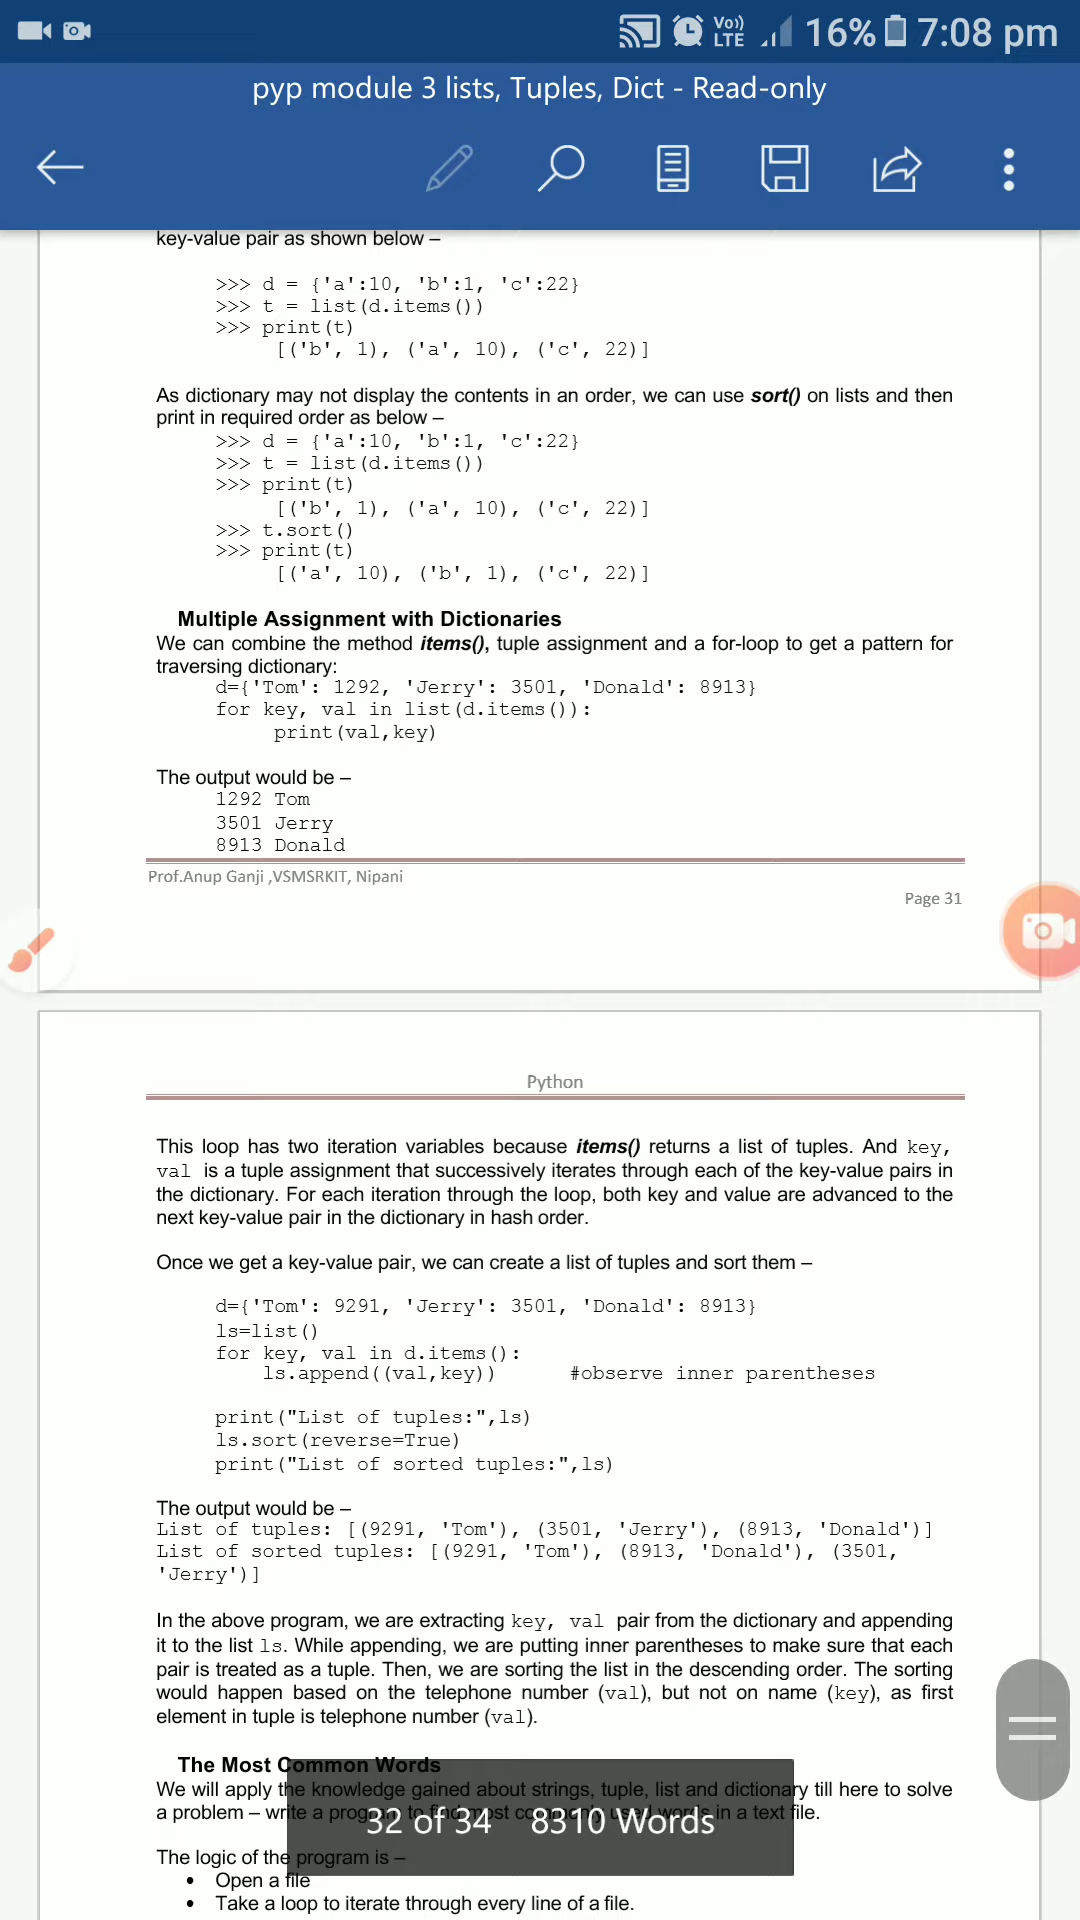 Vo)) LTE 16% 7:08 pm
pyp module 3 lists, Tuples, Dict - Read-only
key-value pair as shown below –
>>> d = {'a':10, 'b':1, 'c':22}
>>> t = list(d.items())
>>> print(t)
[('b', 1), ('a', 10), ('c', 22)]
As dictionary may not display the contents in an order, we can use sort() on lists and then
print in required order as below –
>>> d = {'a':10, 'b':1, 'c':22}
>>> t = list(d.items())
>>> print(t)
[('b', 1), ('a', 10), ('c', 22)]
>>> t.sort()
>>> print(t)
[('a', 10), ('b', 1), ('c', 22)]
Multiple Assignment with Dictionaries
We can combine the method items(), tuple assignment and a for-loop to get a pattern for
traversing dictionary:
d={'Tom': 1292, 'Jerry': 3501, 'Donald': 8913}
for key, val in list(d.items()):
print(val,key)
The output would be –
1292 Tom
3501 Jerry
8913 Donald
Prof.Anup Ganji ,VSMSRKIT, Nipani
Page 31
Python
This loop has two iteration variables because items() returns a list of tuples. And key,
val is a tuple assignment that successively iterates through each of the key-value pairs in
the dictionary. For each iteration through the loop, both key and value are advanced to the
next key-value pair in the dictionary in hash order.
Once we get a key-value pair, we can create a list of tuples and sort them –
d={'Tom': 9291, 'Jerry': 3501, 'Donald': 8913}
ls=list()
for key, val in d.items():
ls.append((val,key)) #observe inner parentheses
print("List of tuples:",ls)
ls.sort(reverse=True)
print("List of sorted tuples:",ls)
The output would be –
List of tuples: [(9291, 'Tom'), (3501, 'Jerry'), (8913, 'Donald')]
List of sorted tuples: [(9291, 'Tom'), (8913, 'Donald'), (3501,
'Jerry')]
In the above program, we are extracting key, val pair from the dictionary and appending
it to the list ls. While appending, we are putting inner parentheses to make sure that each
pair is treated as a tuple. Then, we are sorting the list in the descending order. The sorting
would happen based on the telephone number (val), but not on name (key), as first
element in tuple is telephone number (val).
The Most Common Words
We will apply the knowledge gained about strings, tuple, list and dictionary till here to solve
a problem – write a program to find most commonly used words in a text file.
32 of 34 8310 Words
The logic of the program is –
• Open a file
• Take a loop to iterate through every line of a file.